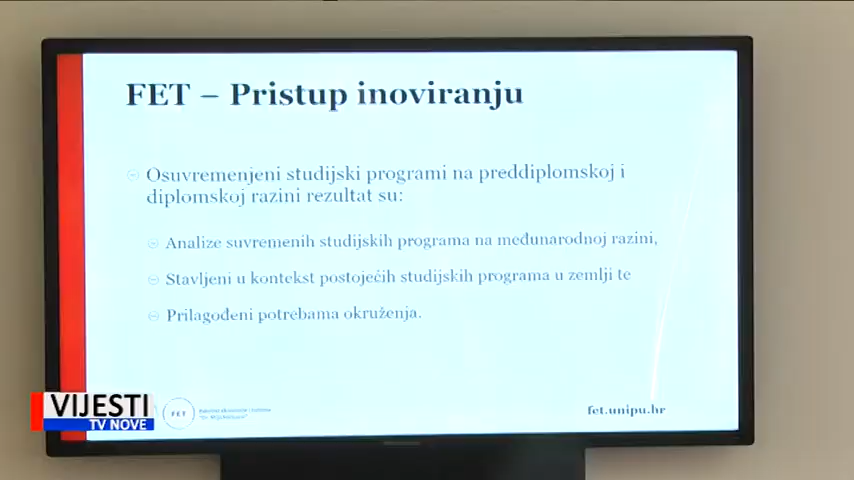 FET – Pristup inoviranju
Osuvremenjeni studijski programi na preddiplomskoj i
diplomskoj razini rezultat su:
Analize suvremenih studijskih programa na međunarodnoj razini,
Stavljeni u kontekst postojećih studijskih programa u zemlji te
Prilagođeni potrebama okruženja.
VIJESTI
TV NOVE
FET
fet.unipu.hr